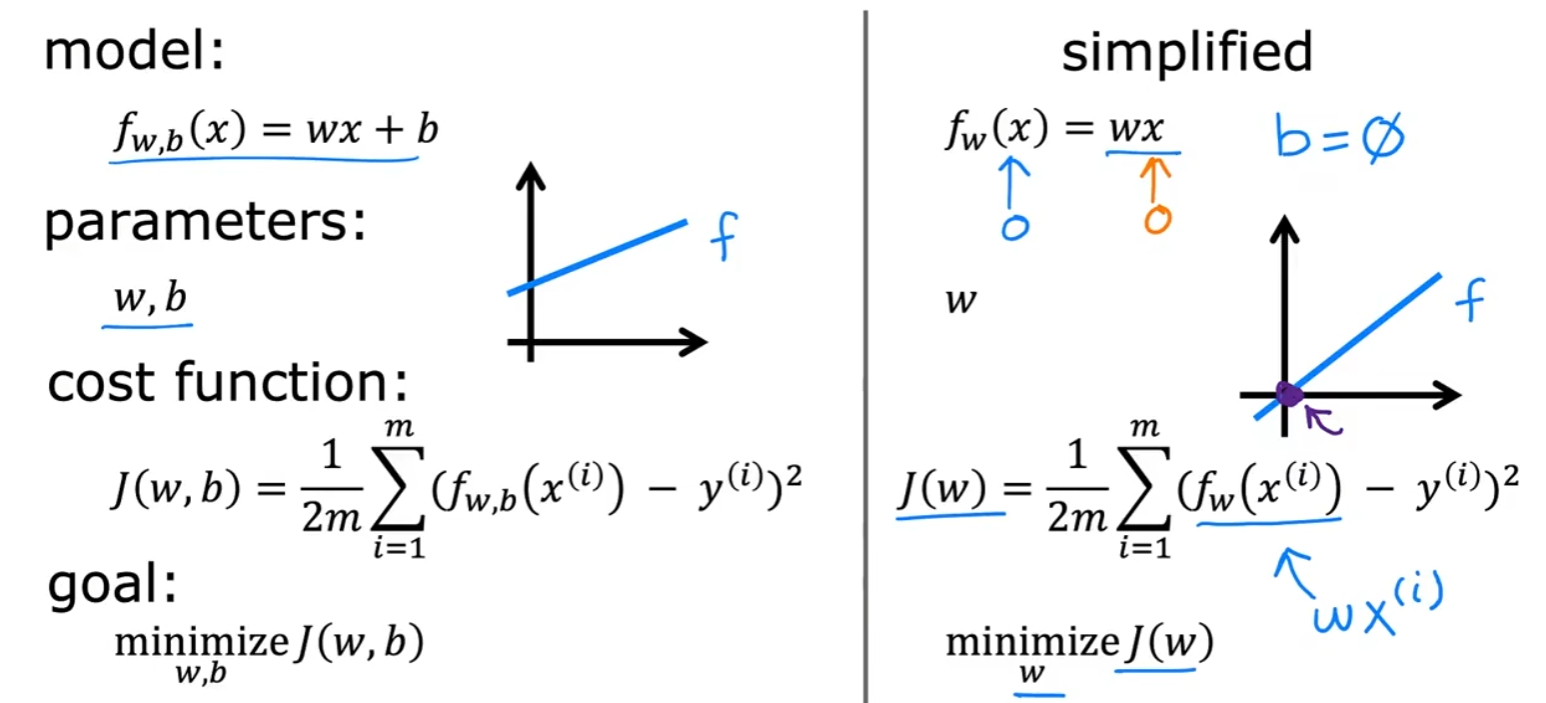 model:
f_{w,b}(x) = wx + b
parameters:
w, b
f
cost function:
J(w, b) = \frac{1}{2m} \sum_{i=1}^{m} (f_{w,b}(x^{(i)}) - y^{(i)})^2
goal:
minimize_{w,b} J(w, b)
simplified
f_w(x) = wx
b = ∅
0
0
w
f
J(w) = \frac{1}{2m} \sum_{i=1}^{m} (f_w(x^{(i)}) - y^{(i)})^2
wx^{(i)}
minimize_{w} J(w)